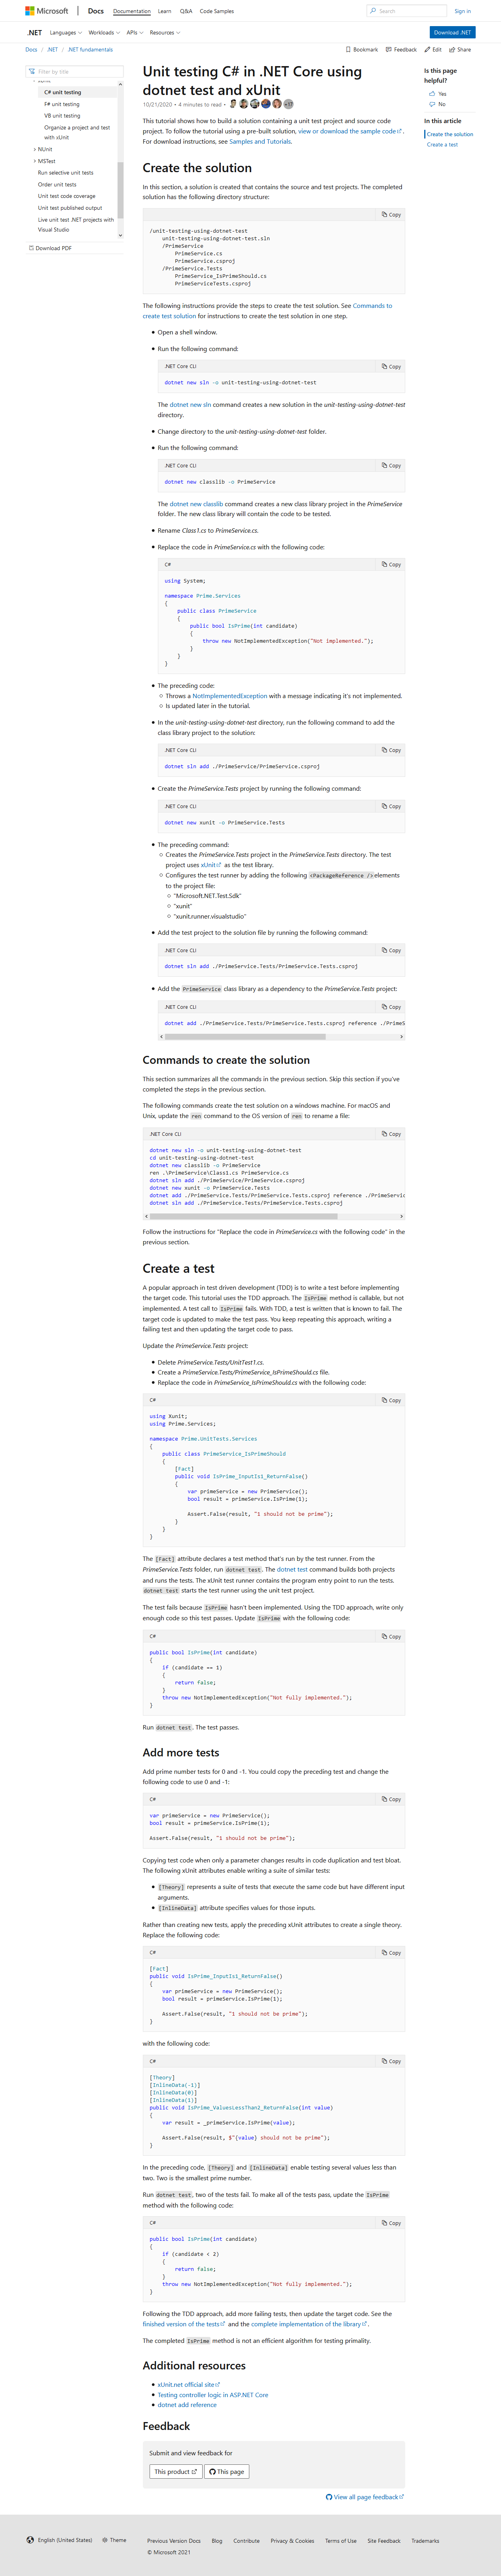 Microsoft
Docs
Documentation
Learn
Q&A
Code Samples
Search
Sign in
.NET
Languages
Workloads
APIs
Resources
Download .NET
Docs / .NET / .NET fundamentals
Bookmark
Feedback
Edit
Share
Filter by title
C# unit testing
F# unit testing
VB unit testing
Organize a project and test
with xUnit
NUnit
MSTest
Run selective unit tests
Order unit tests
Unit test code coverage
Unit test published output
Live unit test .NET projects with
Visual Studio
Download PDF
Unit testing C# in .NET Core using
dotnet test and xUnit
10/21/2020 • 4 minutes to read •
+17
Is this page
helpful?
Yes
No
In this article
Create the solution
Create a test
This tutorial shows how to build a solution containing a unit test project and source code
project. To follow the tutorial using a pre-built solution, view or download the sample code .
For download instructions, see Samples and Tutorials.
Create the solution
In this section, a solution is created that contains the source and test projects. The completed
solution has the following directory structure:
Copy
/unit-testing-using-dotnet-test
unit-testing-using-dotnet-test.sln
/PrimeService
PrimeService.cs
PrimeService.csproj
/PrimeService.Tests
PrimeService_IsPrimeShould.cs
PrimeServiceTests.csproj
The following instructions provide the steps to create the test solution. See Commands to
create test solution for instructions to create the test solution in one step.
• Open a shell window.
• Run the following command:
.NET Core CLI
Copy
dotnet new sln -o unit-testing-using-dotnet-test
The dotnet new sln command creates a new solution in the unit-testing-using-dotnet-test
directory.
• Change directory to the unit-testing-using-dotnet-test folder.
• Run the following command:
.NET Core CLI
Copy
dotnet new classlib -o PrimeService
The dotnet new classlib command creates a new class library project in the PrimeService
folder. The new class library will contain the code to be tested.
• Rename Class1.cs to PrimeService.cs.
• Replace the code in PrimeService.cs with the following code:
C#
Copy
using System;
namespace Prime.Services
{
public class PrimeService
{
public bool IsPrime(int candidate)
{
throw new NotImplementedException("Not implemented.");
}
}
}
• The preceding code:
Throws a NotImplementedException with a message indicating it's not implemented.
Is updated later in the tutorial.
• In the unit-testing-using-dotnet-test directory, run the following command to add the
class library project to the solution:
.NET Core CLI
Copy
dotnet sln add ./PrimeService/PrimeService.csproj
• Create the PrimeService.Tests project by running the following command:
.NET Core CLI
Copy
dotnet new xunit -o PrimeService.Tests
• The preceding command:
Creates the PrimeService.Tests project in the PrimeService.Tests directory. The test
project uses xUnit as the test library.
Configures the test runner by adding the following <PackageReference />elements
to the project file:
"Microsoft.NET.Test.Sdk"
"xunit"
"xunit.runner.visualstudio"
• Add the test project to the solution file by running the following command:
.NET Core CLI
Copy
dotnet sln add ./PrimeService.Tests/PrimeService.Tests.csproj
• Add the PrimeService class library as a dependency to the PrimeService.Tests project:
.NET Core CLI
Copy
dotnet add ./PrimeService.Tests/PrimeService.Tests.csproj reference ./PrimeS
Commands to create the solution
This section summarizes all the commands in the previous section. Skip this section if you've
completed the steps in the previous section.
The following commands create the test solution on a windows machine. For macOS and
Unix, update the ren command to the OS version of ren to rename a file:
.NET Core CLI
Copy
dotnet new sln -o unit-testing-using-dotnet-test
cd unit-testing-using-dotnet-test
dotnet new classlib -o PrimeService
ren .\PrimeService\Class1.cs PrimeService.cs
dotnet sln add ./PrimeService/PrimeService.csproj
dotnet new xunit -o PrimeService.Tests
dotnet add ./PrimeService.Tests/PrimeService.Tests.csproj reference ./PrimeServic
dotnet sln add ./PrimeService.Tests/PrimeService.Tests.csproj
Follow the instructions for "Replace the code in PrimeService.cs with the following code" in the
previous section.
Create a test
A popular approach in test driven development (TDD) is to write a test before implementing
the target code. This tutorial uses the TDD approach. The IsPrime method is callable, but not
implemented. A test call to IsPrime fails. With TDD, a test is written that is known to fail. The
target code is updated to make the test pass. You keep repeating this approach, writing a
failing test and then updating the target code to pass.
Update the PrimeService.Tests project:
• Delete PrimeService.Tests/UnitTest1.cs.
• Create a PrimeService.Tests/PrimeService_IsPrimeShould.cs file.
• Replace the code in PrimeService_IsPrimeShould.cs with the following code:
C#
Copy
using Xunit;
using Prime.Services;
namespace Prime.UnitTests.Services
{
public class PrimeService_IsPrimeShould
{
[Fact]
public void IsPrime_InputIs1_ReturnFalse()
{
var primeService = new PrimeService();
bool result = primeService.IsPrime(1);
Assert.False(result, "1 should not be prime");
}
}
}
The [Fact] attribute declares a test method that's run by the test runner. From the
PrimeService.Tests folder, run dotnet test. The dotnet test command builds both projects
and runs the tests. The xUnit test runner contains the program entry point to run the tests.
dotnet test starts the test runner using the unit test project.
The test fails because IsPrime hasn't been implemented. Using the TDD approach, write only
enough code so this test passes. Update IsPrime with the following code:
C#
Copy
public bool IsPrime(int candidate)
{
if (candidate == 1)
{
return false;
}
throw new NotImplementedException("Not fully implemented.");
}
Run dotnet test. The test passes.
Add more tests
Add prime number tests for 0 and -1. You could copy the preceding test and change the
following code to use 0 and -1:
C#
Copy
var primeService = new PrimeService();
bool result = primeService.IsPrime(1);
Assert.False(result, "1 should not be prime");
Copying test code when only a parameter changes results in code duplication and test bloat.
The following xUnit attributes enable writing a suite of similar tests:
• [Theory] represents a suite of tests that execute the same code but have different input
arguments.
• [InlineData] attribute specifies values for those inputs.
Rather than creating new tests, apply the preceding xUnit attributes to create a single theory.
Replace the following code:
C#
Copy
[Fact]
public void IsPrime_InputIs1_ReturnFalse()
{
var primeService = new PrimeService();
bool result = primeService.IsPrime(1);
Assert.False(result, "1 should not be prime");
}
with the following code:
C#
Copy
[Theory]
[InlineData(-1)]
[InlineData(0)]
[InlineData(1)]
public void IsPrime_ValuesLessThan2_ReturnFalse(int value)
{
var result = _primeService.IsPrime(value);
Assert.False(result, $"{value} should not be prime");
}
In the preceding code, [Theory] and [InlineData] enable testing several values less than
two. Two is the smallest prime number.
Run dotnet test, two of the tests fail. To make all of the tests pass, update the IsPrime
method with the following code:
C#
Copy
public bool IsPrime(int candidate)
{
if (candidate < 2)
{
return false;
}
throw new NotImplementedException("Not fully implemented.");
}
Following the TDD approach, add more failing tests, then update the target code. See the
finished version of the tests and the complete implementation of the library .
The completed IsPrime method is not an efficient algorithm for testing primality.
Additional resources
• xUnit.net official site
• Testing controller logic in ASP.NET Core
• dotnet add reference
Feedback
Submit and view feedback for
This product
This page
View all page feedback
English (United States)
Theme
Previous Version Docs
Blog
Contribute
Privacy & Cookies
Terms of Use
Site Feedback
Trademarks
© Microsoft 2021